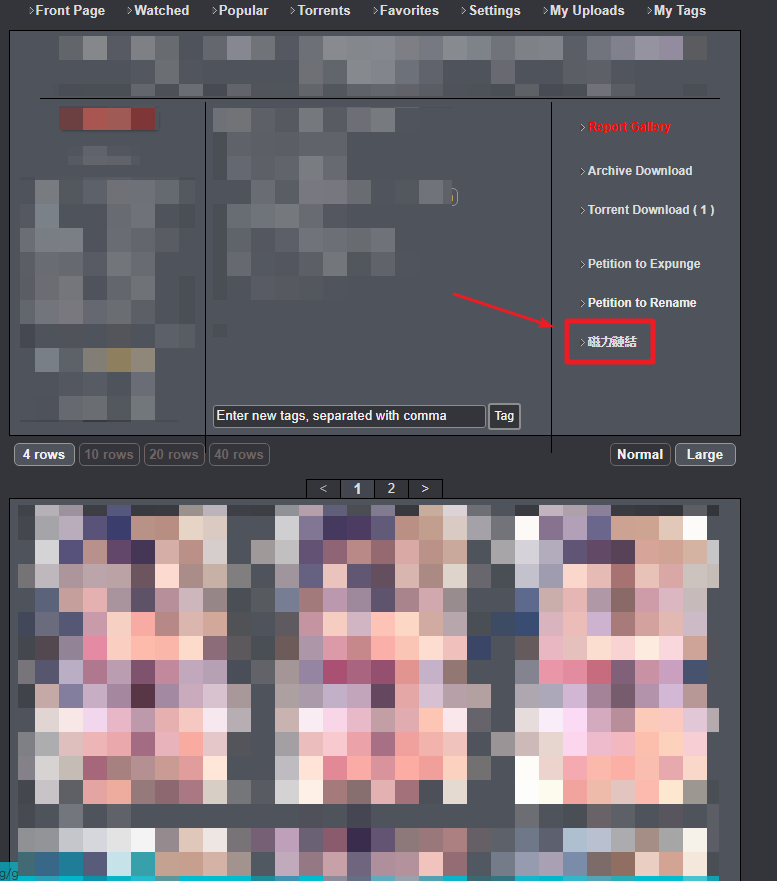 Front Page Watched Popular Torrents Favorites Settings My Uploads My Tags
Report Gallery
Archive Download
Torrent Download ( 1 )
Petition to Expunge
Petition to Rename
磁力鏈結
Enter new tags, separated with comma Tag
4 rows 10 rows 20 rows 40 rows Normal Large
< 1 2 >
g/g